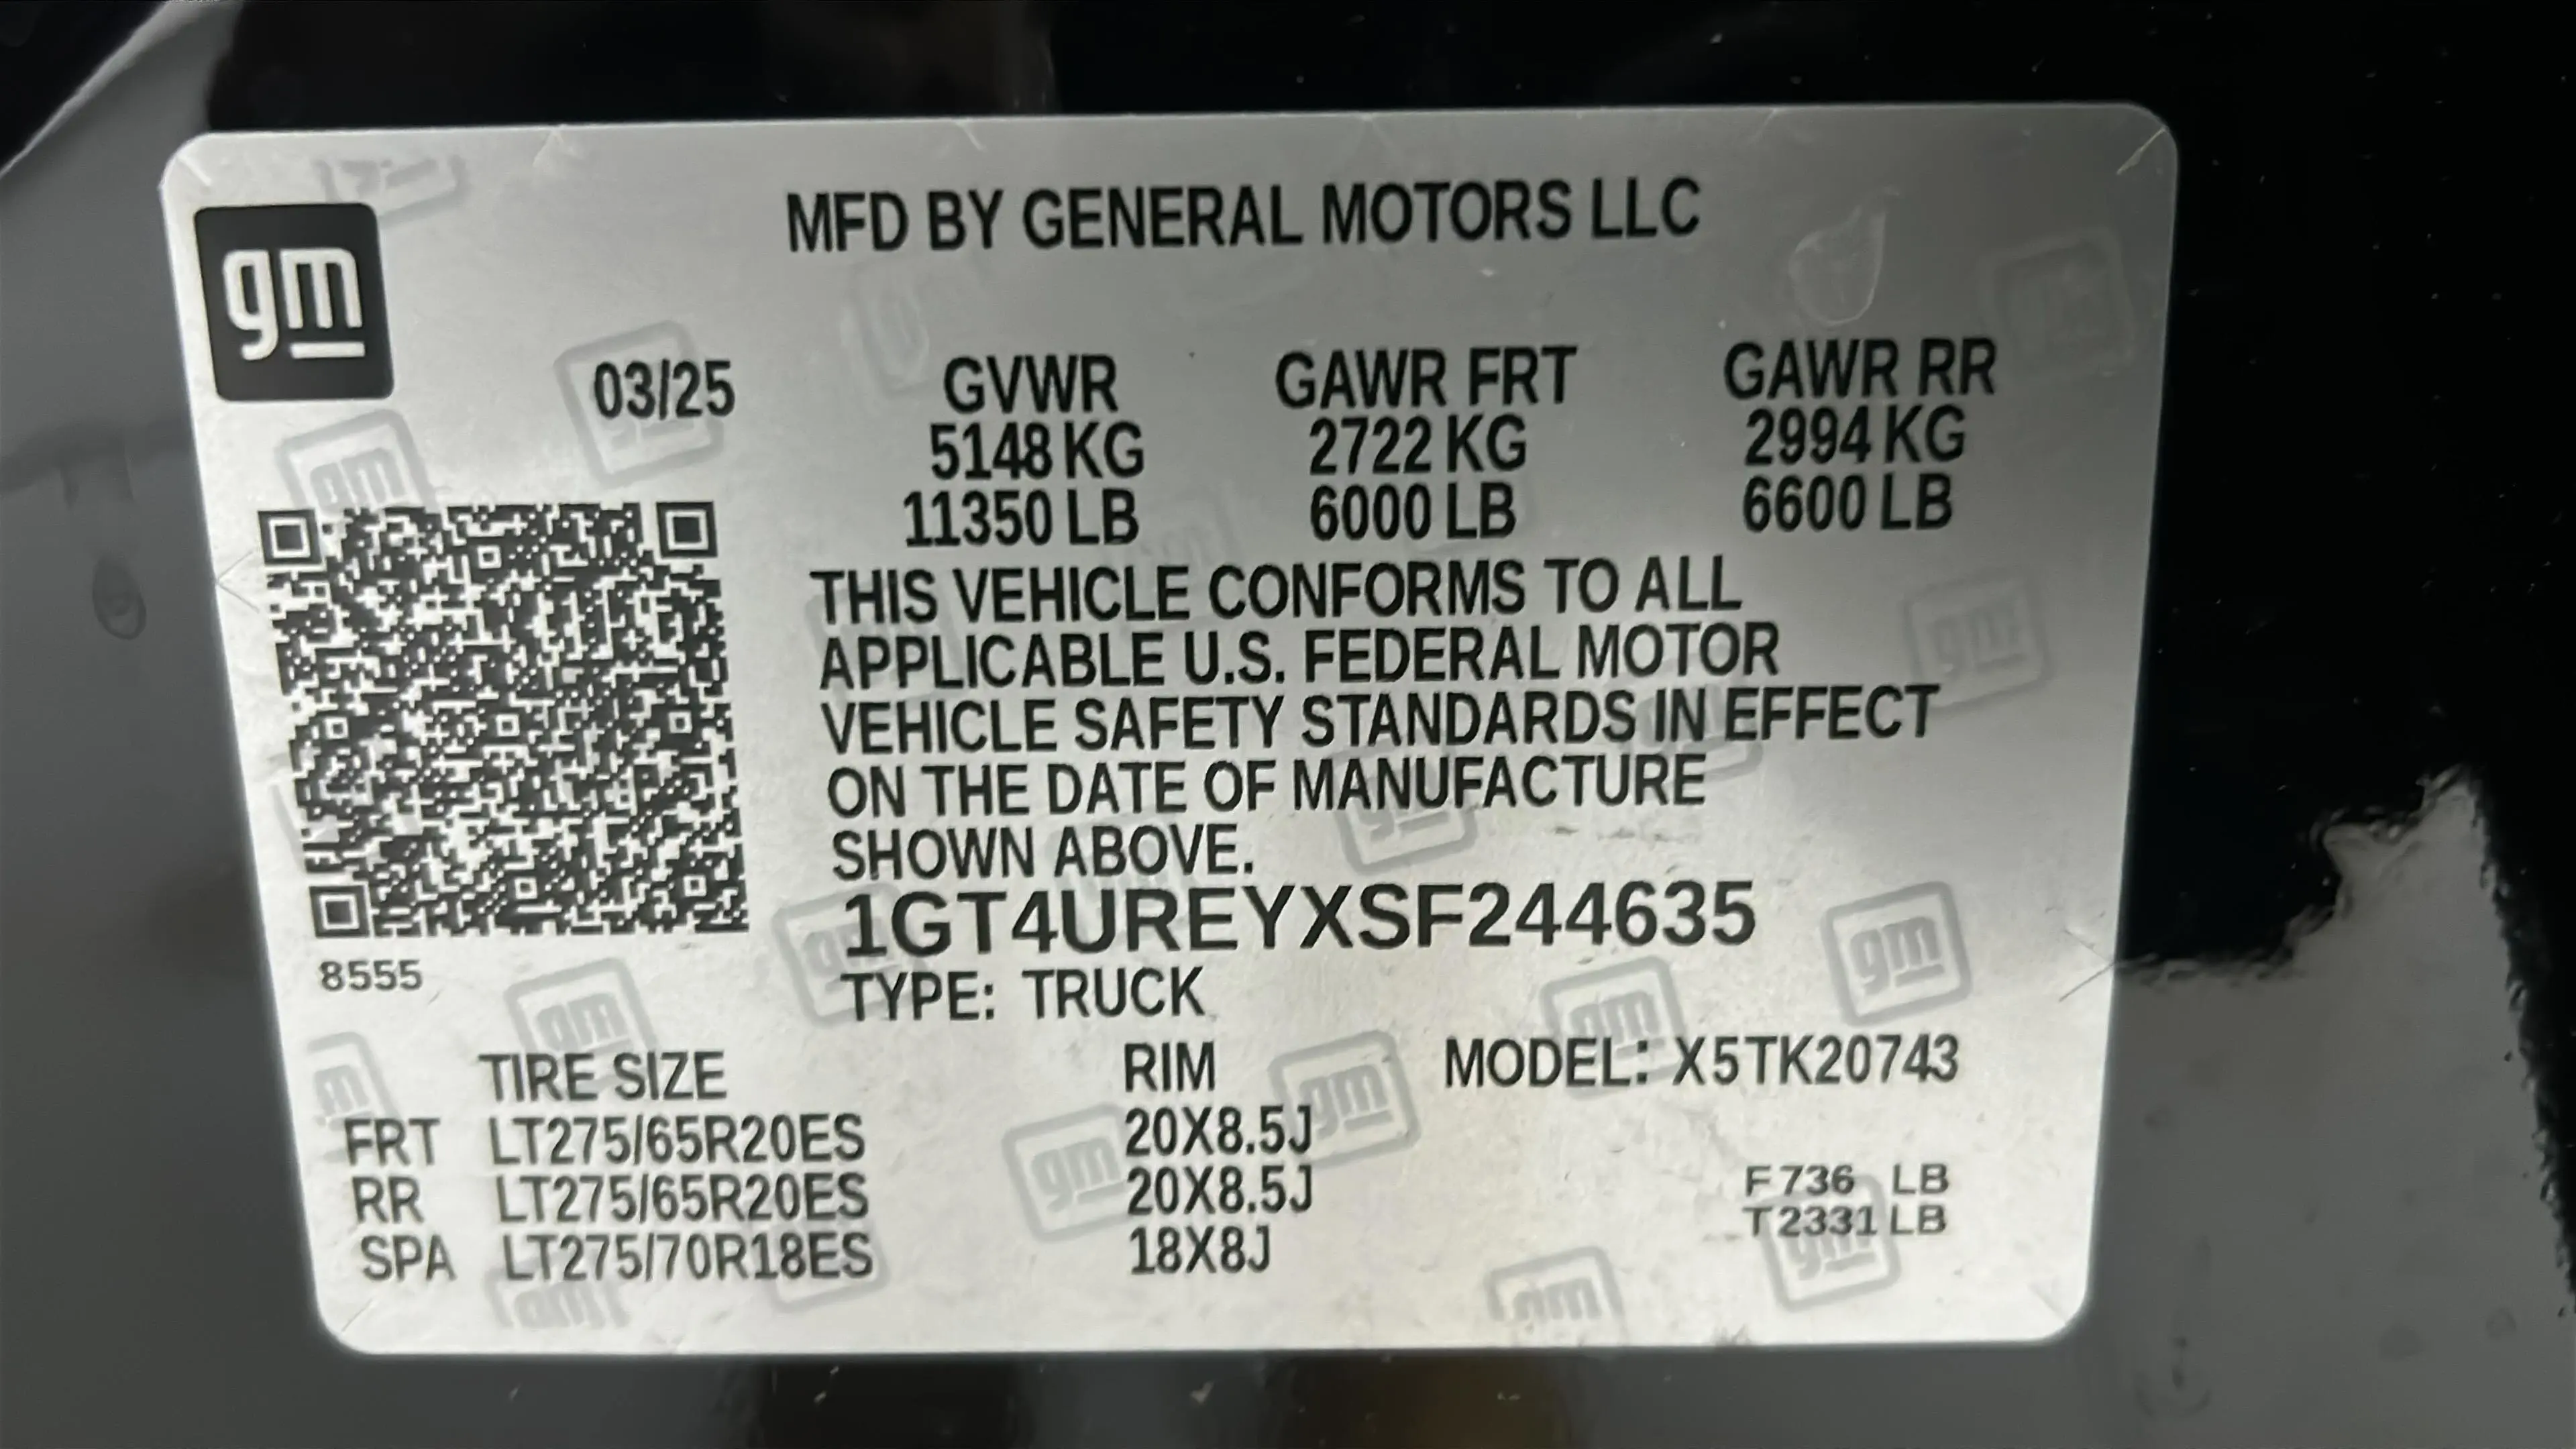 MFD BY GENERAL MOTORS LLC
gm
03/25 GVWR GAWR FRT GAWR RR
5148 KG 2722 KG 2994 KG
11350 LB 6000 LB 6600 LB
THIS VEHICLE CONFORMS TO ALL
APPLICABLE U.S. FEDERAL MOTOR
VEHICLE SAFETY STANDARDS IN EFFECT
ON THE DATE OF MANUFACTURE
SHOWN ABOVE.
1GT4UREYXSF244635
8555
TYPE: TRUCK
TIRE SIZE RIM MODEL: X5TK20743
FRT LT275/65R20ES 20X8.5J
RR LT275/65R20ES 20X8.5J
SPA LT275/70R18ES 18X8J
F 736 LB
T 2331 LB